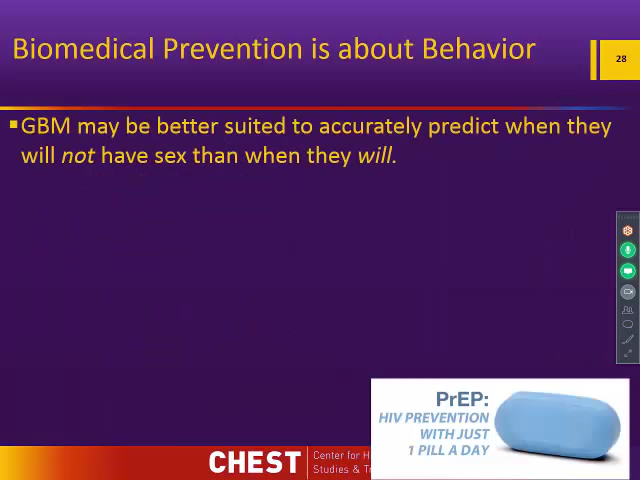 Biomedical Prevention is about Behavior
28
GBM may be better suited to accurately predict when they
will not have sex than when they will.
PrEP:
HIV PREVENTION
WITH JUST
1 PILL A DAY
CHEST
Center for H
Studies & T